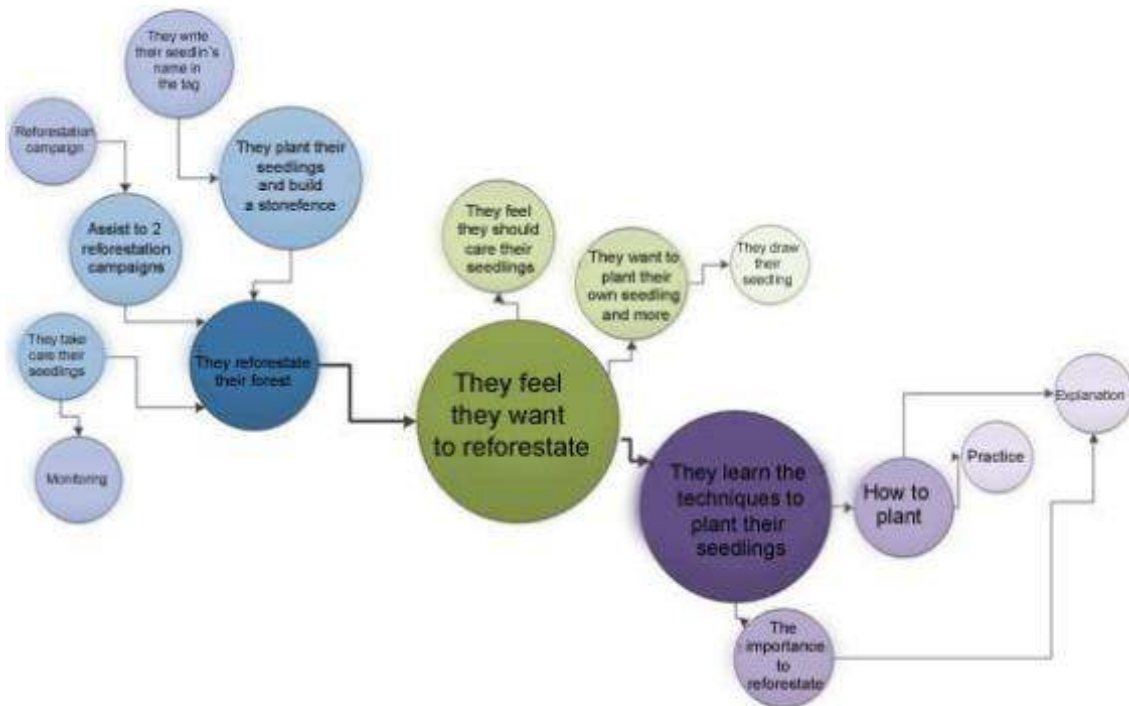 They write
their seedlin`s
name in
the tag
Reforestation
campaign
They plant their
seedlings
and build
a stonefence
Assist to 2
reforestation
campaigns
They take
care their
seedlings
They reforestate
their forest
Monitoring
They feel
they should
care their
seedlings
They want to
plant their
own seedling
and more
They draw
their
seedling
They feel
they want
to reforestate
They learn the
techniques to
plant their
seedlings
How to
plant
Practice
Explanation
The
importance
to
reforestate